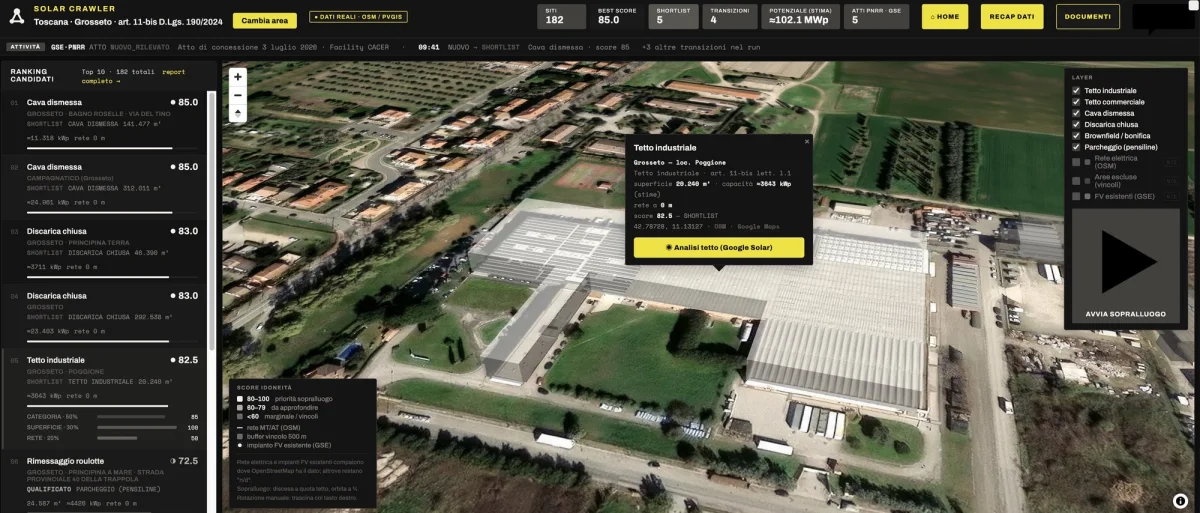 SOLAR CRAWLER
Toscana · Grosseto · art. 11-bis D.Lgs. 190/2024
Cambia area
● DATI REALI · OSM / PVGIS
SITI
182
BEST SCORE
85.0
SHORTLIST
5
TRANSIZIONI
4
POTENZIALE (STIMA)
≈102.1 MWp
ATTI PNRR · GSE
5
⌂ HOME
RECAP DATI
DOCUMENTI
ATTIVITÀ
GSE·PNRR ATTO NUOVO_RILEVATO Atto di concessione 3 luglio 2026 · Facility CACER · 09:41 NUOVO → SHORTLIST Cava dismessa · score 85 +3 altre transizioni nel run
RANKING CANDIDATI
Top 10 · 182 totali report completo →
01 Cava dismessa ● 85.0
GROSSETO · BAGNO ROSELLE · VIA DEL TINO
SHORTLIST CAVA DISMESSA 141.477 m²
≈11.318 kWp rete 0 m
02 Cava dismessa ● 85.0
CAMPAGNATICO (Grosseto)
SHORTLIST CAVA DISMESSA 312.011 m²
≈24.961 kWp rete 0 m
03 Discarica chiusa ● 83.0
GROSSETO · PRINCIPINA TERRA
SHORTLIST DISCARICA CHIUSA 46.390 m²
≈3711 kWp rete 0 m
04 Discarica chiusa ● 83.0
GROSSETO
SHORTLIST DISCARICA CHIUSA 292.538 m²
≈23.403 kWp rete 0 m
05 Tetto industriale ● 82.5
GROSSETO · POGGIONE
SHORTLIST TETTO INDUSTRIALE 20.240 m²
≈3643 kWp rete 0 m
CATEGORIA · 50% 85
SUPERFICIE · 30% 100
RETE · 20% 50
06 Rimessaggio roulotte ◑ 72.5
GROSSETO · PRINCIPINA A MARE · STRADA PROVINCIALE 40 DELLA TRAPPOLA
QUALIFICATO PARCHEGGIO (PENSILINE)
24.587 m² ≈4426 kWp rete 0 m
+
−
Tetto industriale
×
Grosseto — loc. Poggione
Tetto industriale · art. 11-bis lett. l.1
superficie 20.240 m² · capacità ≈3643 kWp
(stime)
rete a 0 m
score 82.5 — SHORTLIST
42.78728, 11.13127 · OSM · Google Maps
◉ Analisi tetto (Google Solar)
LAYER
Tetto industriale
Tetto commerciale
Cava dismessa
Discarica chiusa
Brownfield / bonifica
Parcheggio (pensiline)
Rete elettrica (OSM)
Aree escluse (vincoli)
FV esistenti (GSE)
AVVIA SOPRALLUOGO
SCORE IDONEITÀ
80–100 priorità sopralluogo
60–79 da approfondire
<60 marginale / vincoli
rete MT/AT (OSM)
buffer vincolo 500 m
impianto FV esistente (GSE)
Rete elettrica e impianti FV esistenti compaiono
dove OpenStreetMap ha il dato; altrove restano
"n/d".
Sopralluogo: discesa a quota tetto, orbita a °/s.
Rotazione manuale: trascina col tasto destro.